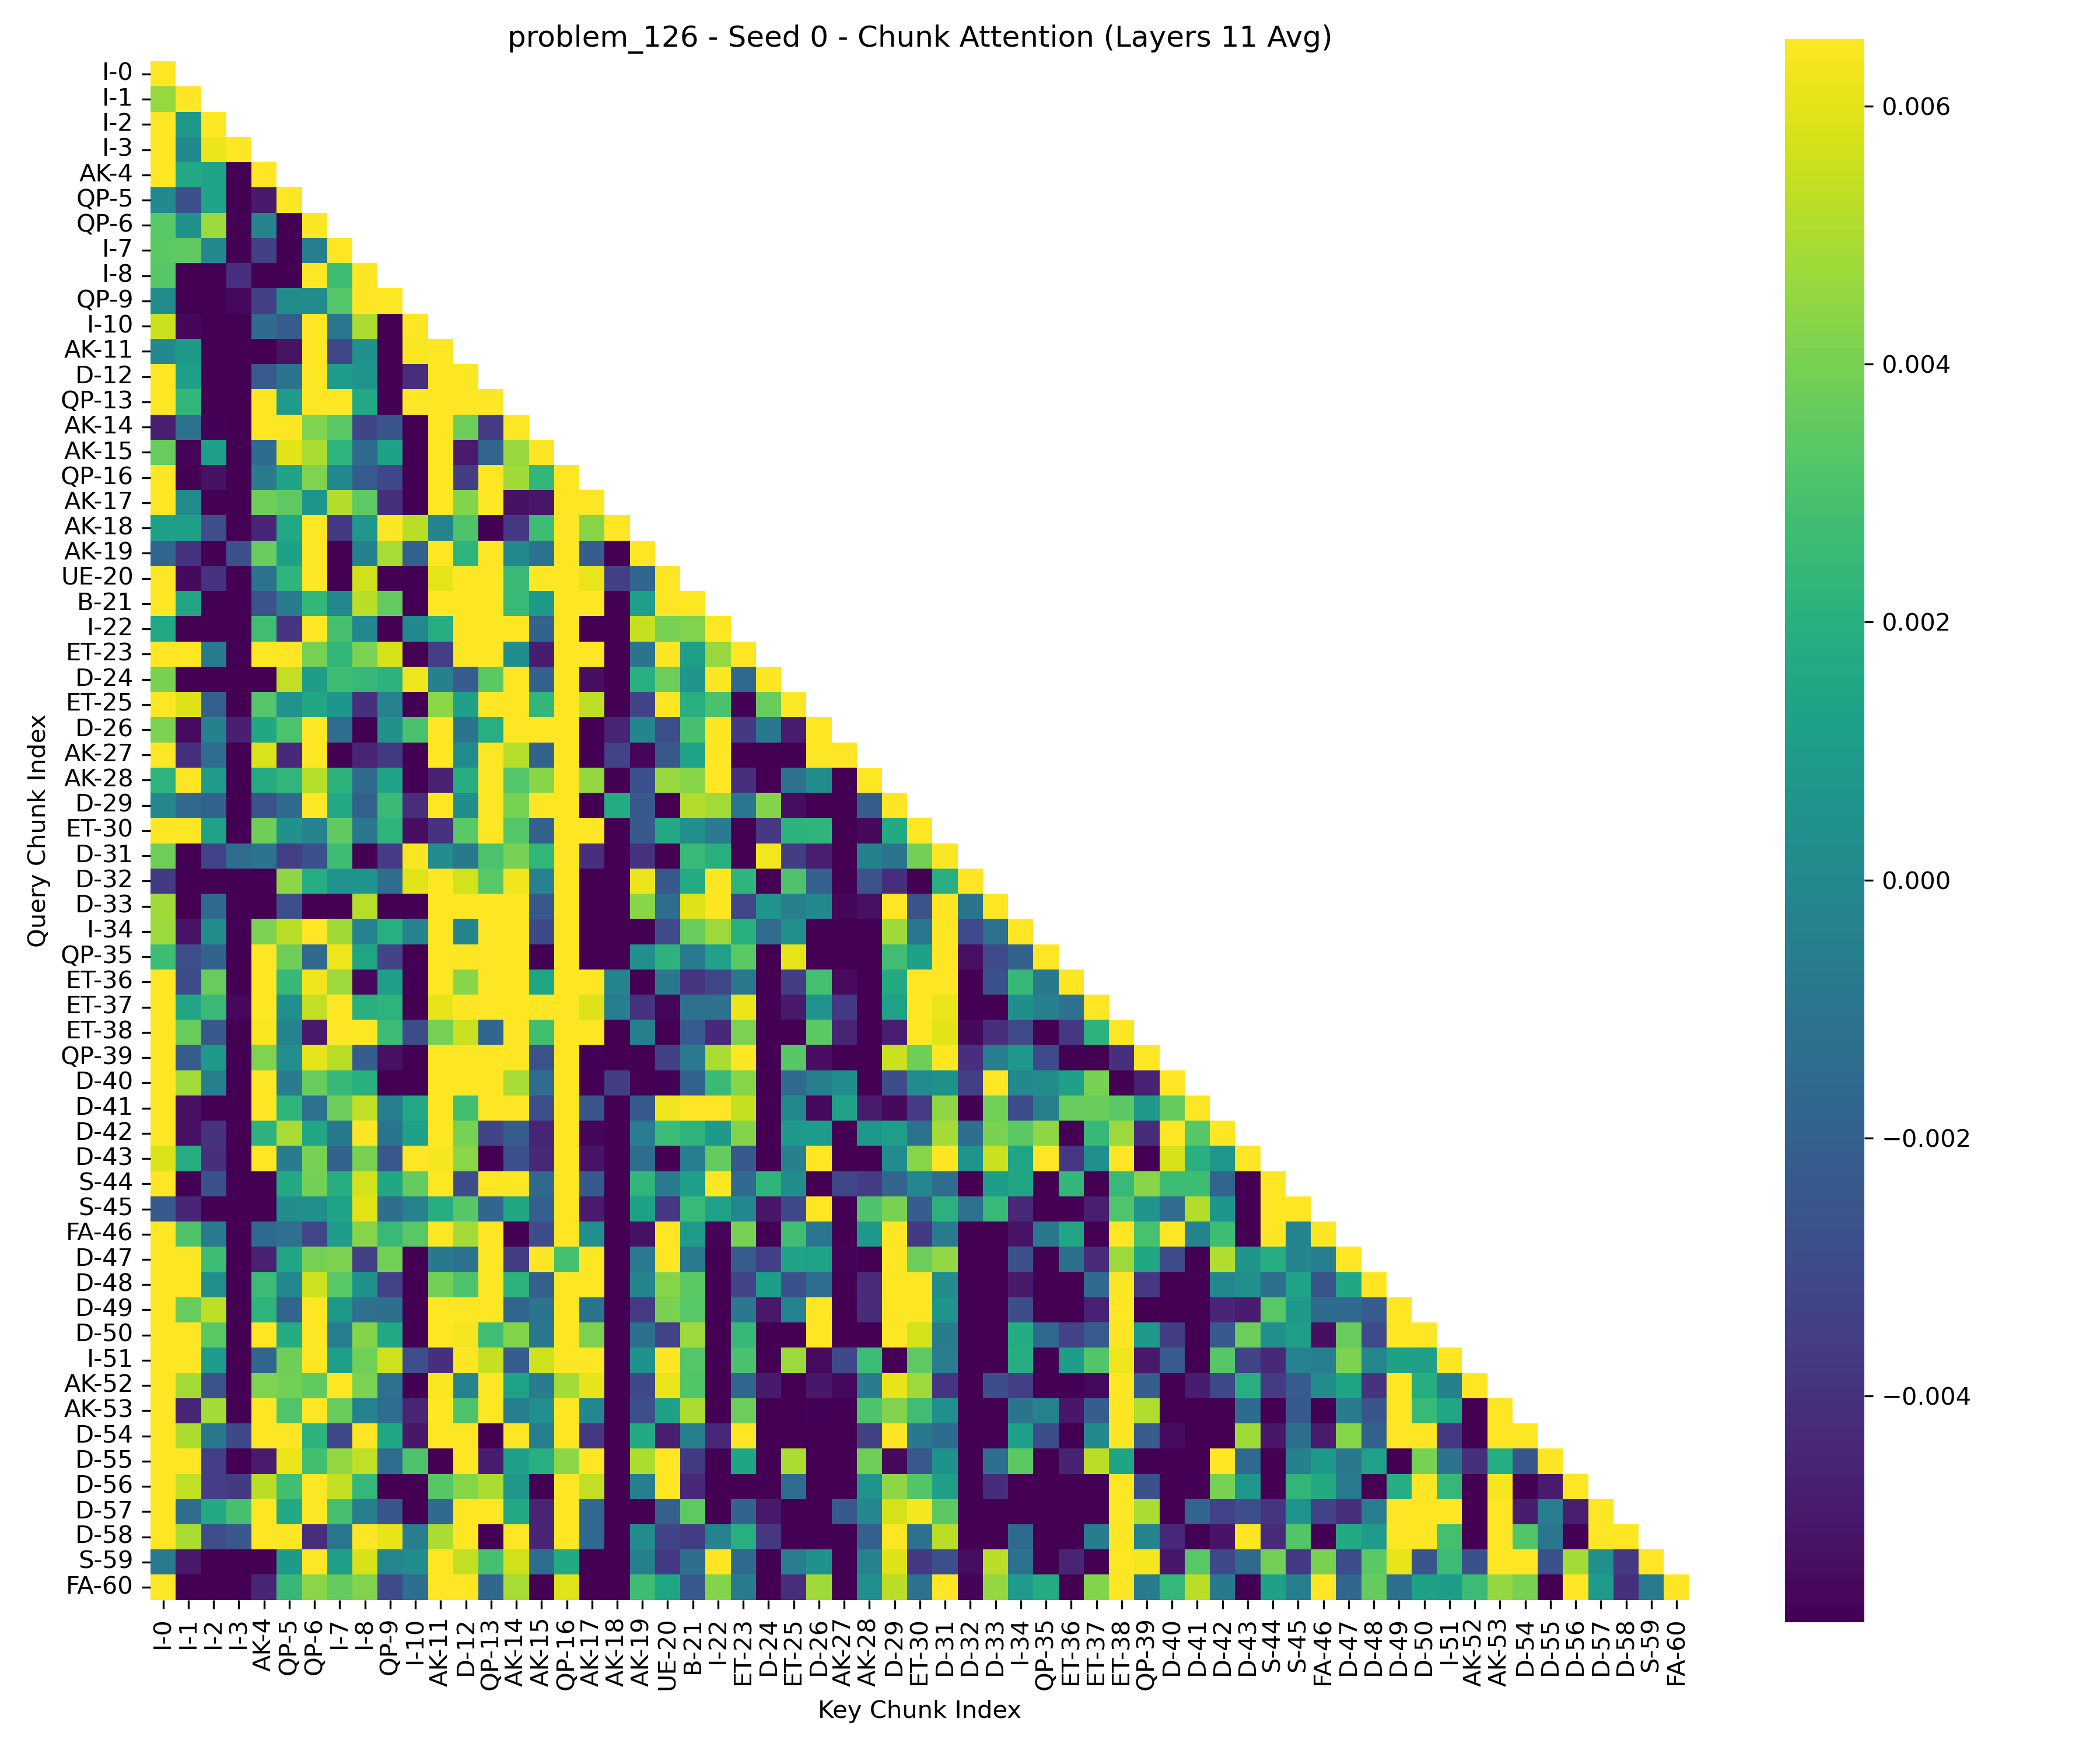 problem_126 - Seed 0 - Chunk Attention (Layers 11 Avg)
Query Chunk Index
I-0
I-1
I-2
I-3
AK-4
QP-5
QP-6
I-7
I-8
QP-9
I-10
AK-11
D-12
QP-13
AK-14
AK-15
QP-16
AK-17
AK-18
AK-19
UE-20
B-21
I-22
ET-23
D-24
ET-25
D-26
AK-27
AK-28
D-29
ET-30
D-31
D-32
D-33
I-34
QP-35
ET-36
ET-37
ET-38
QP-39
D-40
D-41
D-42
D-43
S-44
S-45
FA-46
D-47
D-48
D-49
D-50
I-51
AK-52
AK-53
D-54
D-55
D-56
D-57
D-58
S-59
FA-60
I-0
I-1
I-2
I-3
AK-4
QP-5
QP-6
I-7
I-8
QP-9
I-10
AK-11
D-12
QP-13
AK-14
AK-15
QP-16
AK-17
AK-18
AK-19
UE-20
B-21
I-22
ET-23
D-24
ET-25
D-26
AK-27
AK-28
D-29
ET-30
D-31
D-32
D-33
I-34
QP-35
ET-36
ET-37
ET-38
QP-39
D-40
D-41
D-42
D-43
S-44
S-45
FA-46
D-47
D-48
D-49
D-50
I-51
AK-52
AK-53
D-54
D-55
D-56
D-57
D-58
S-59
FA-60
Key Chunk Index
0.006
0.004
0.002
0.000
−0.002
−0.004